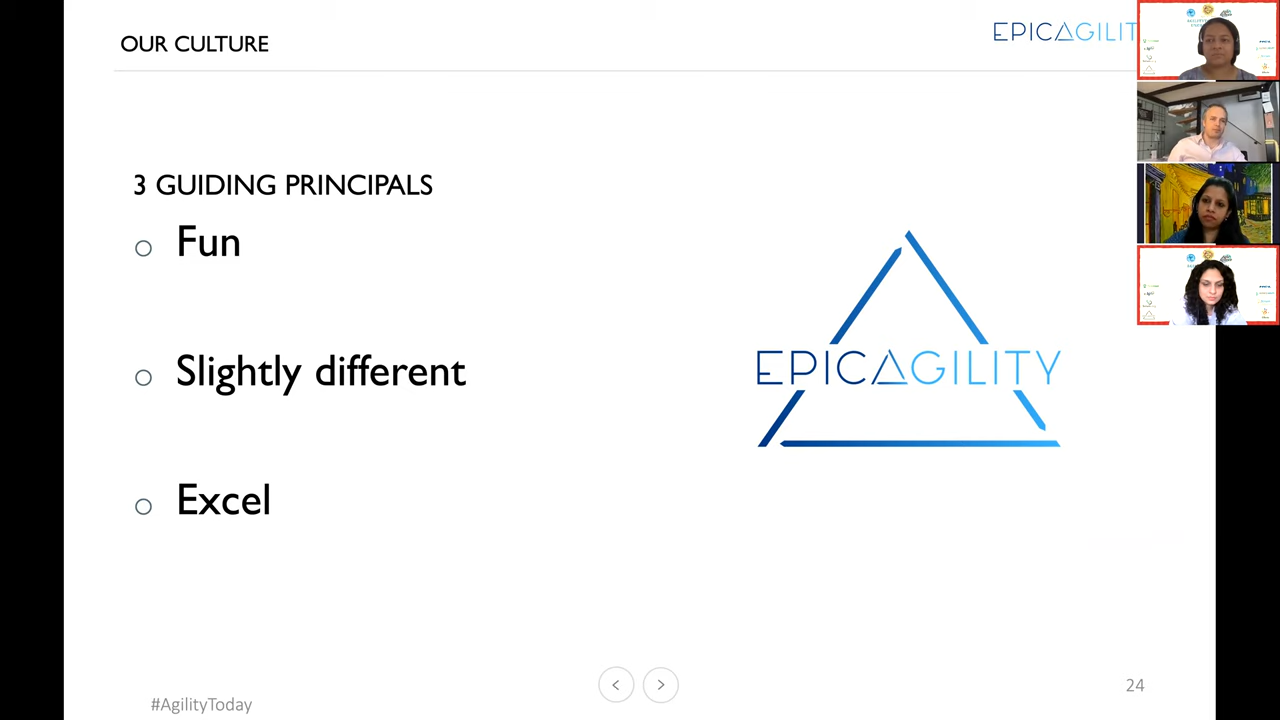 OUR CULTURE
EPICAGILIT
3 GUIDING PRINCIPALS
Fun
Slightly different
Excel
EPICAGILITY
#AgilityToday
24